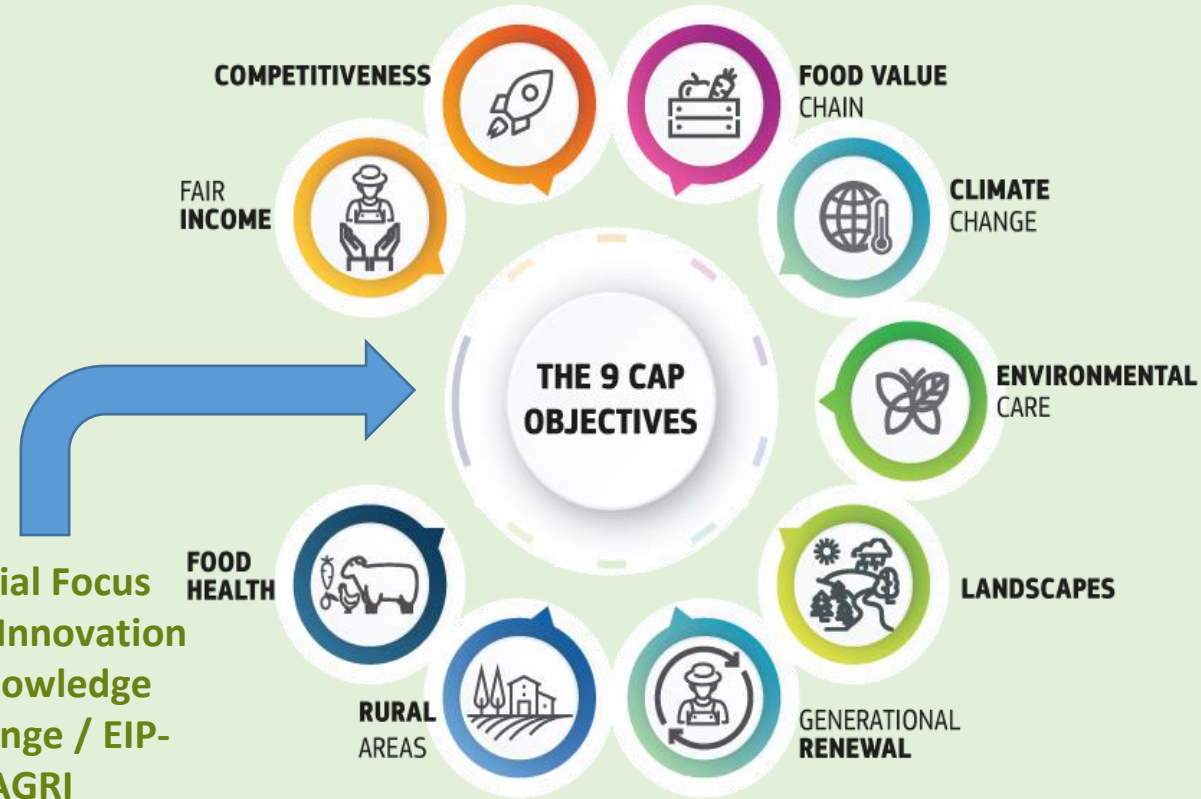 COMPETITIVENESS
FOOD VALUE
CHAIN
FAIR
INCOME
CLIMATE
CHANGE
THE 9 CAP
OBJECTIVES
ENVIRONMENTAL
CARE
FOOD
HEALTH
LANDSCAPES
RURAL
AREAS
GENERATIONAL
RENEWAL
ial Focus
Innovation
owledge
nge / EIP-
AGRI